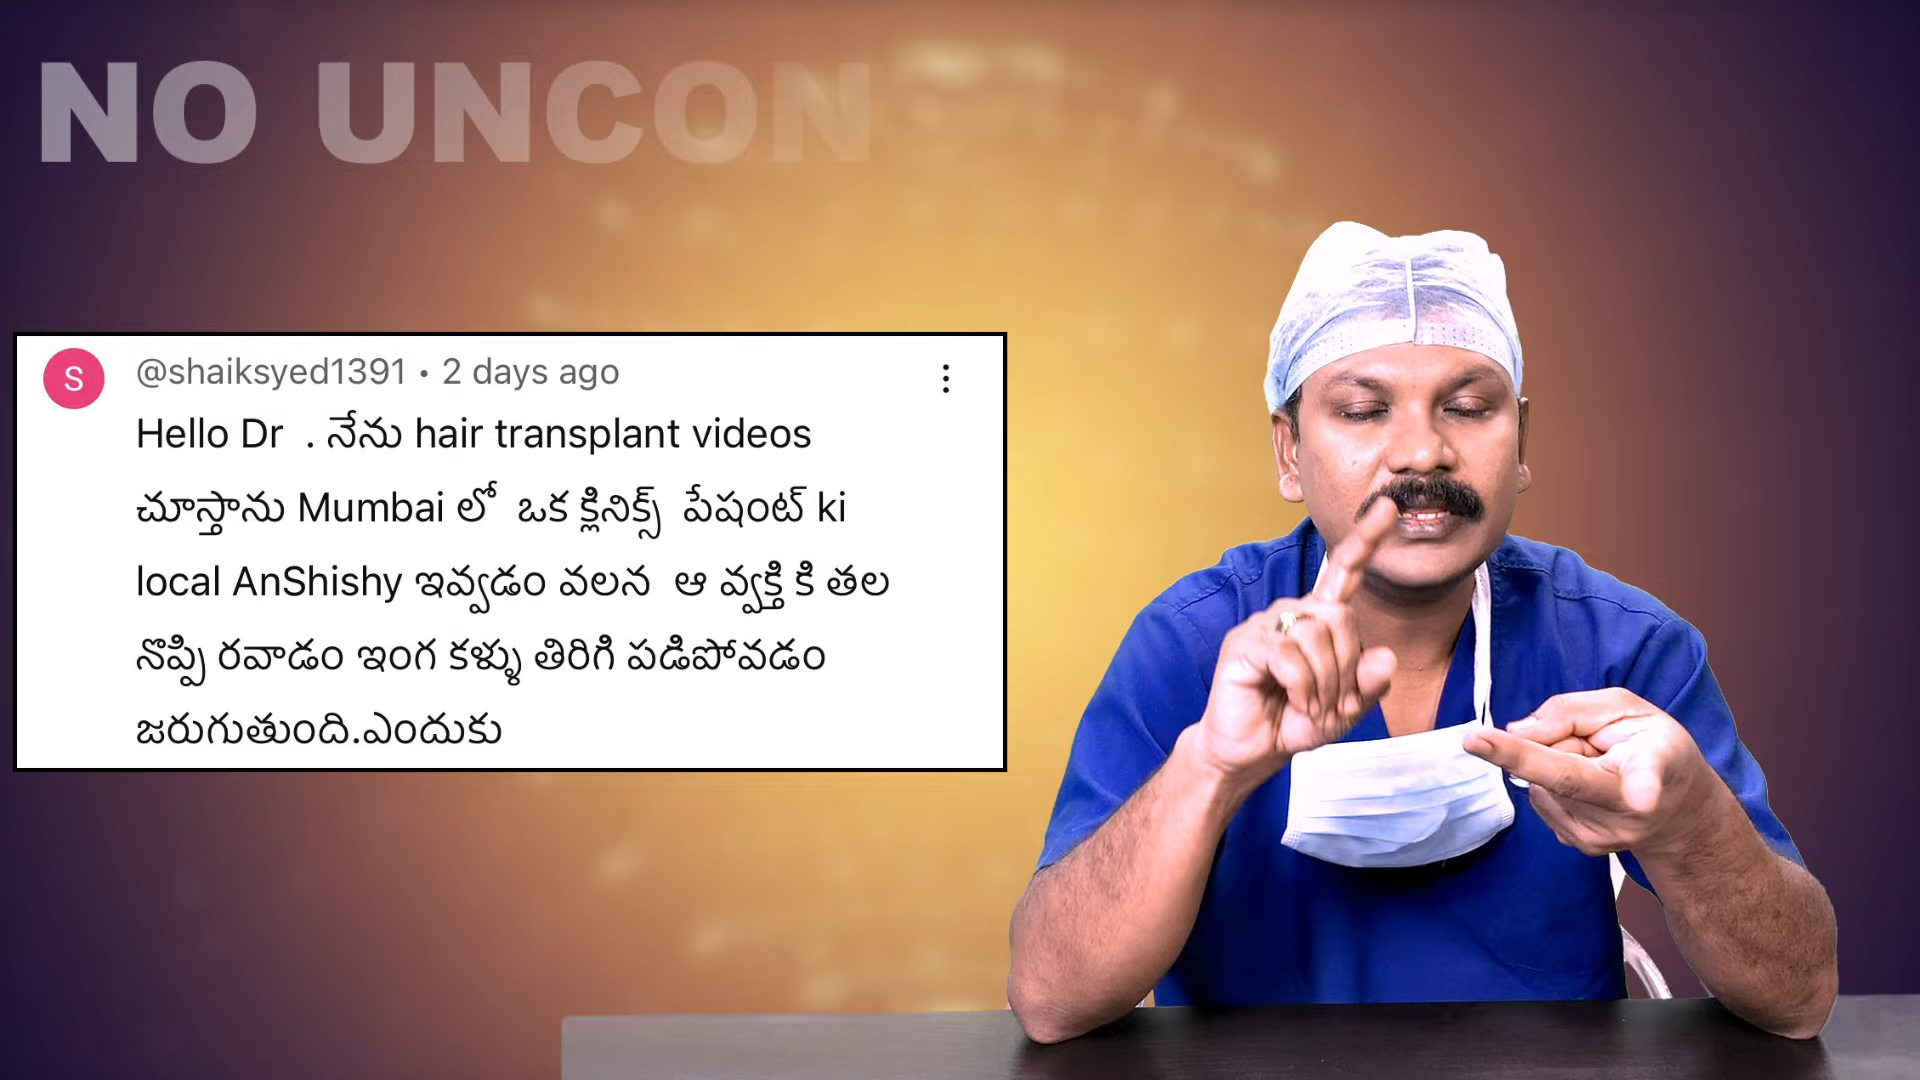 NO UNCON
S
@shaiksyed1391 • 2 days ago
Hello Dr . నేను hair transplant videos
చూస్తాను Mumbai లో ఒక క్లినిక్స్ పేషంట్ ki
local AnShishy ఇవ్వడం వలన ఆ వ్యక్తి కి తల
నొప్పి రవాడం ఇంగ కళ్ళు తిరిగి పడిపోవడం
జరుగుతుంది.ఎందుకు